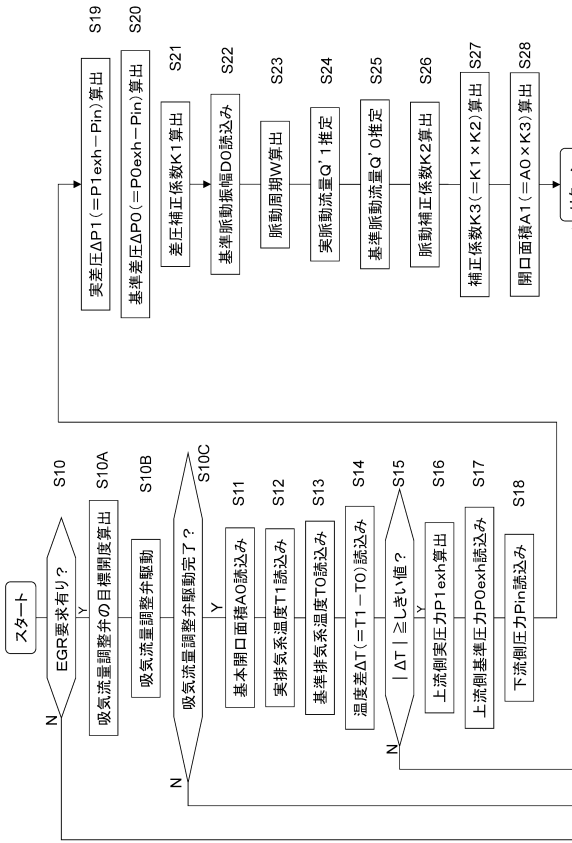 スタート
EGR要求有り？
S10
N
Y
吸気流量調整弁の目標開度算出
S10A
吸気流量調整弁駆動
S10B
吸気流量調整弁駆動完了？
S10C
N
Y
基本開口面積A0読込み
S11
実排気系温度T1読込み
S12
基準排気系温度T0読込み
S13
温度差ΔT(＝T1－T0)読込み
S14
｜ΔT｜≧しきい値？
S15
N
Y
上流側実圧力P1exh算出
S16
上流側基準圧力P0exh読込み
S17
下流側圧力Pin読込み
S18
実差圧ΔP1(＝P1exh－Pin)算出
S19
基準差圧ΔP0(＝P0exh－Pin)算出
S20
差圧補正係数K1算出
S21
基準脈動振幅D0読込み
S22
脈動周期W算出
S23
実脈動流量Q'1推定
S24
基準脈動流量Q'0推定
S25
脈動補正係数K2算出
S26
補正係数K3(＝K1×K2)算出
S27
開口面積A1(＝A0×K3)算出
S28